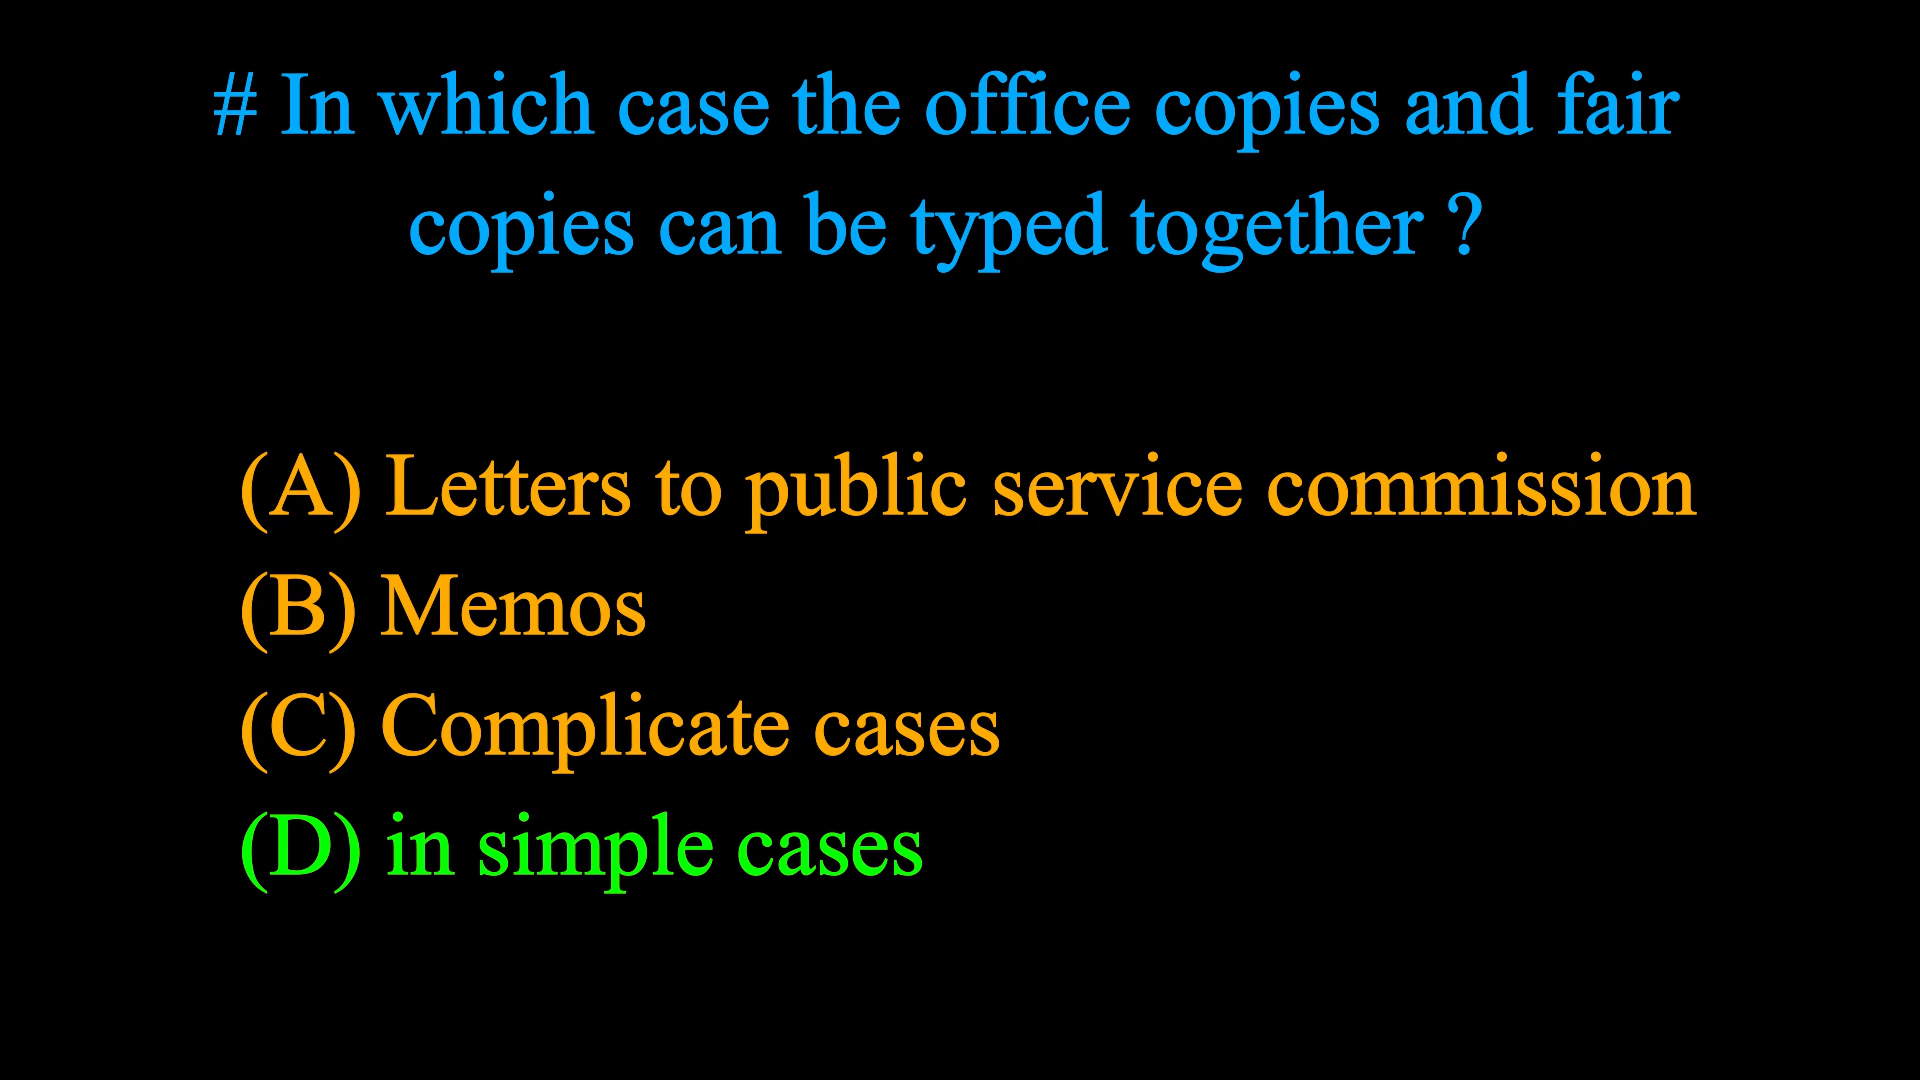 # In which case the office copies and fair
copies can be typed together ?
(A) Letters to public service commission
(B) Memos
(C) Complicate cases
(D) in simple cases